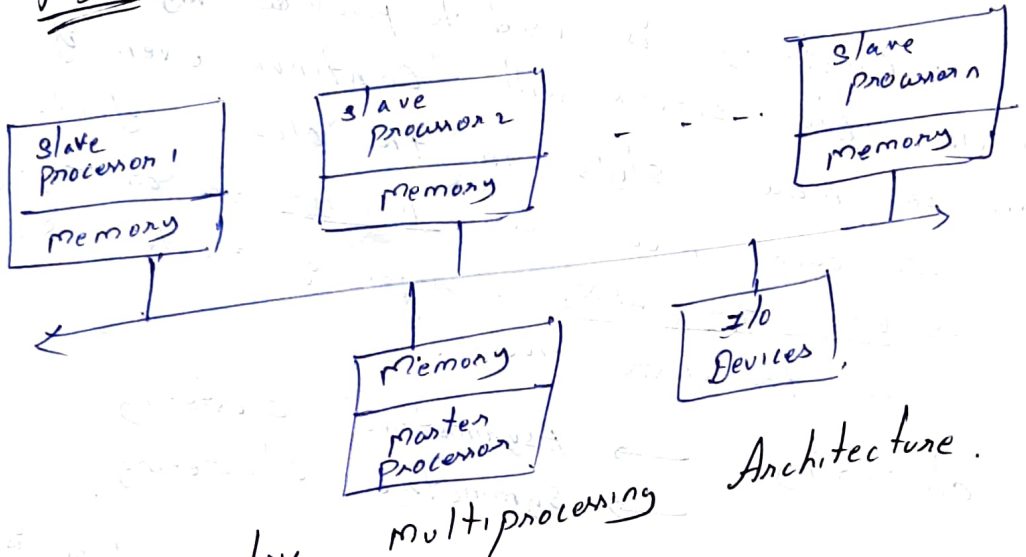 Slave
Processor 1
Memory
Slave
Processor 2
Memory
Slave
Processor n
Memory
Memory
Master
Processor
I/O
Devices
Multiprocessing Architecture.